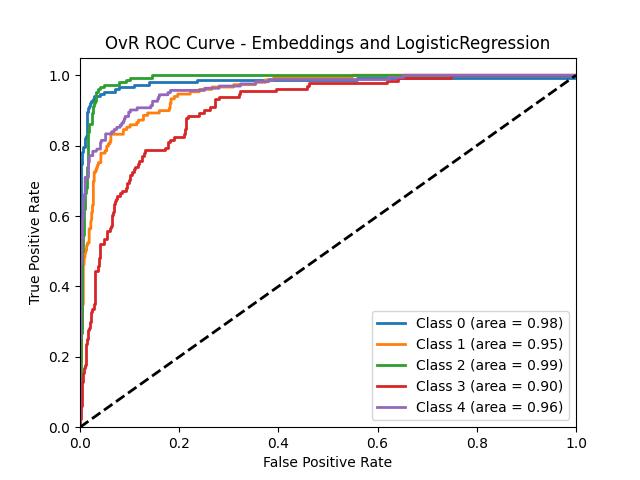 OvR ROC Curve - Embeddings and LogisticRegression
True Positive Rate
1.0
0.8
0.6
0.4
0.2
0.0
Class 0 (area = 0.98)
Class 1 (area = 0.95)
Class 2 (area = 0.99)
Class 3 (area = 0.90)
Class 4 (area = 0.96)
0.0 0.2 0.4 0.6 0.8 1.0
False Positive Rate